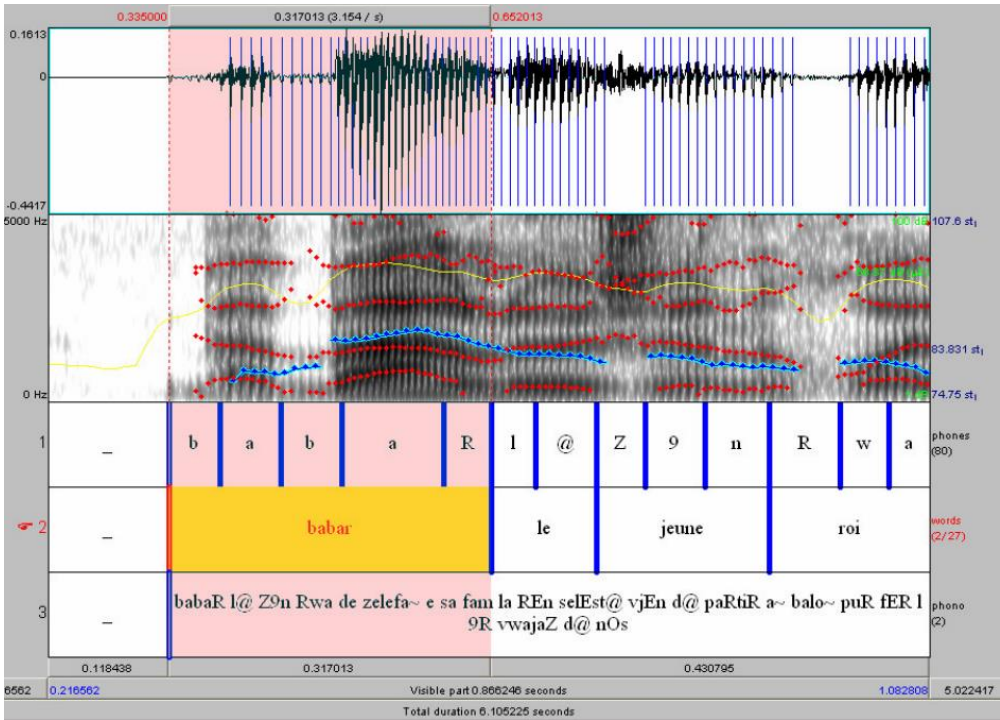 0.335000 0.317013 (3.154 / s) 0.652013
0.1613
0
-0.4417
5000 Hz 107.6 st
83.831 st
0 Hz 74.75 st
1 _ b a b a R l @ Z 9 n R w a phones
(80)
2 _ babar le jeune roi words
(2/27)
3 _ babaR l@ Z9n Rwa de zelefa~ e sa fam la REn selEst@ vjEn d@ paRtiR a~ balo~ puR fER l phono
(2)
9R vwajaZ d@ nOs
0.118438 0.317013 0.430795
6562 0.216562 Visible part 0.866246 seconds 1.082808 5.022417
Total duration 6.105225 seconds